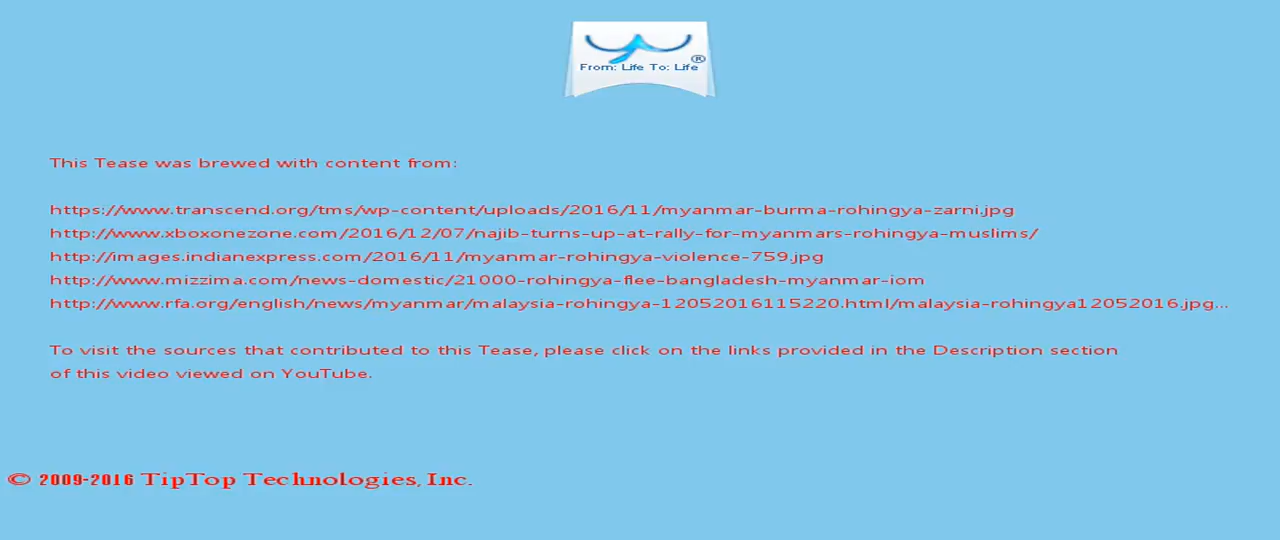 From: Life To: Life®
This Tease was brewed with content from:
https://www.transcend.org/tms/wp-content/uploads/2016/11/myanmar-burma-rohingya-zarni.jpg
http://www.xboxonezone.com/2016/12/07/najib-turns-up-at-rally-for-myanmars-rohingya-muslims/
http://images.indianexpress.com/2016/11/myanmar-rohingya-violence-759.jpg
http://www.mizzima.com/news-domestic/21000-rohingya-flee-bangladesh-myanmar-iom
http://www.rfa.org/english/news/myanmar/malaysia-rohingya-12052016115220.html/malaysia-rohingya12052016.jpg...
To visit the sources that contributed to this Tease, please click on the links provided in the Description section
of this video viewed on YouTube.
© 2009-2016 TipTop Technologies, Inc.